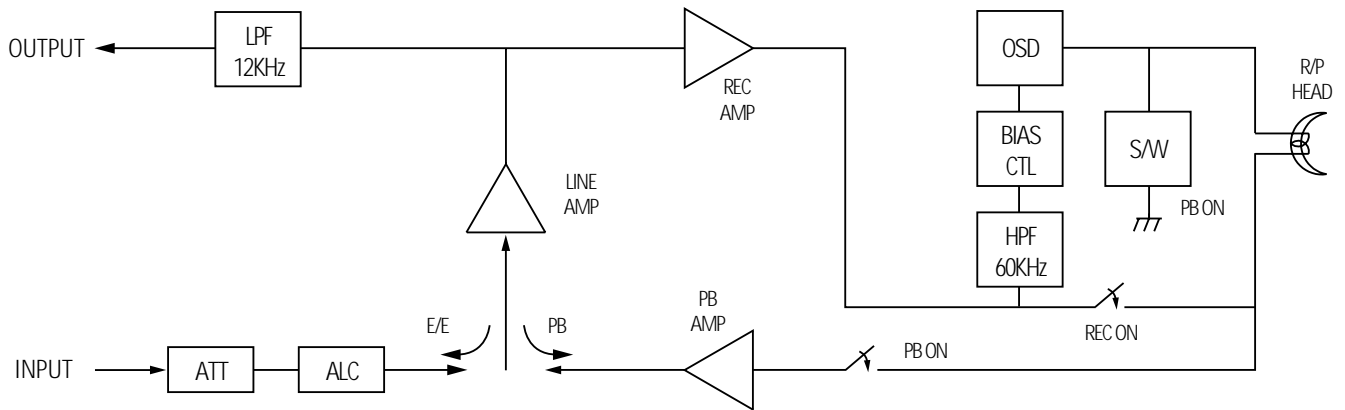 OUTPUT
LPF
12KHz
REC
AMP
OSD
R/P
HEAD
BIAS
CTL
S/W
LINE
AMP
PB ON
HPF
60KHz
E/E
PB
PB
AMP
REC ON
PB ON
INPUT
ATT
ALC